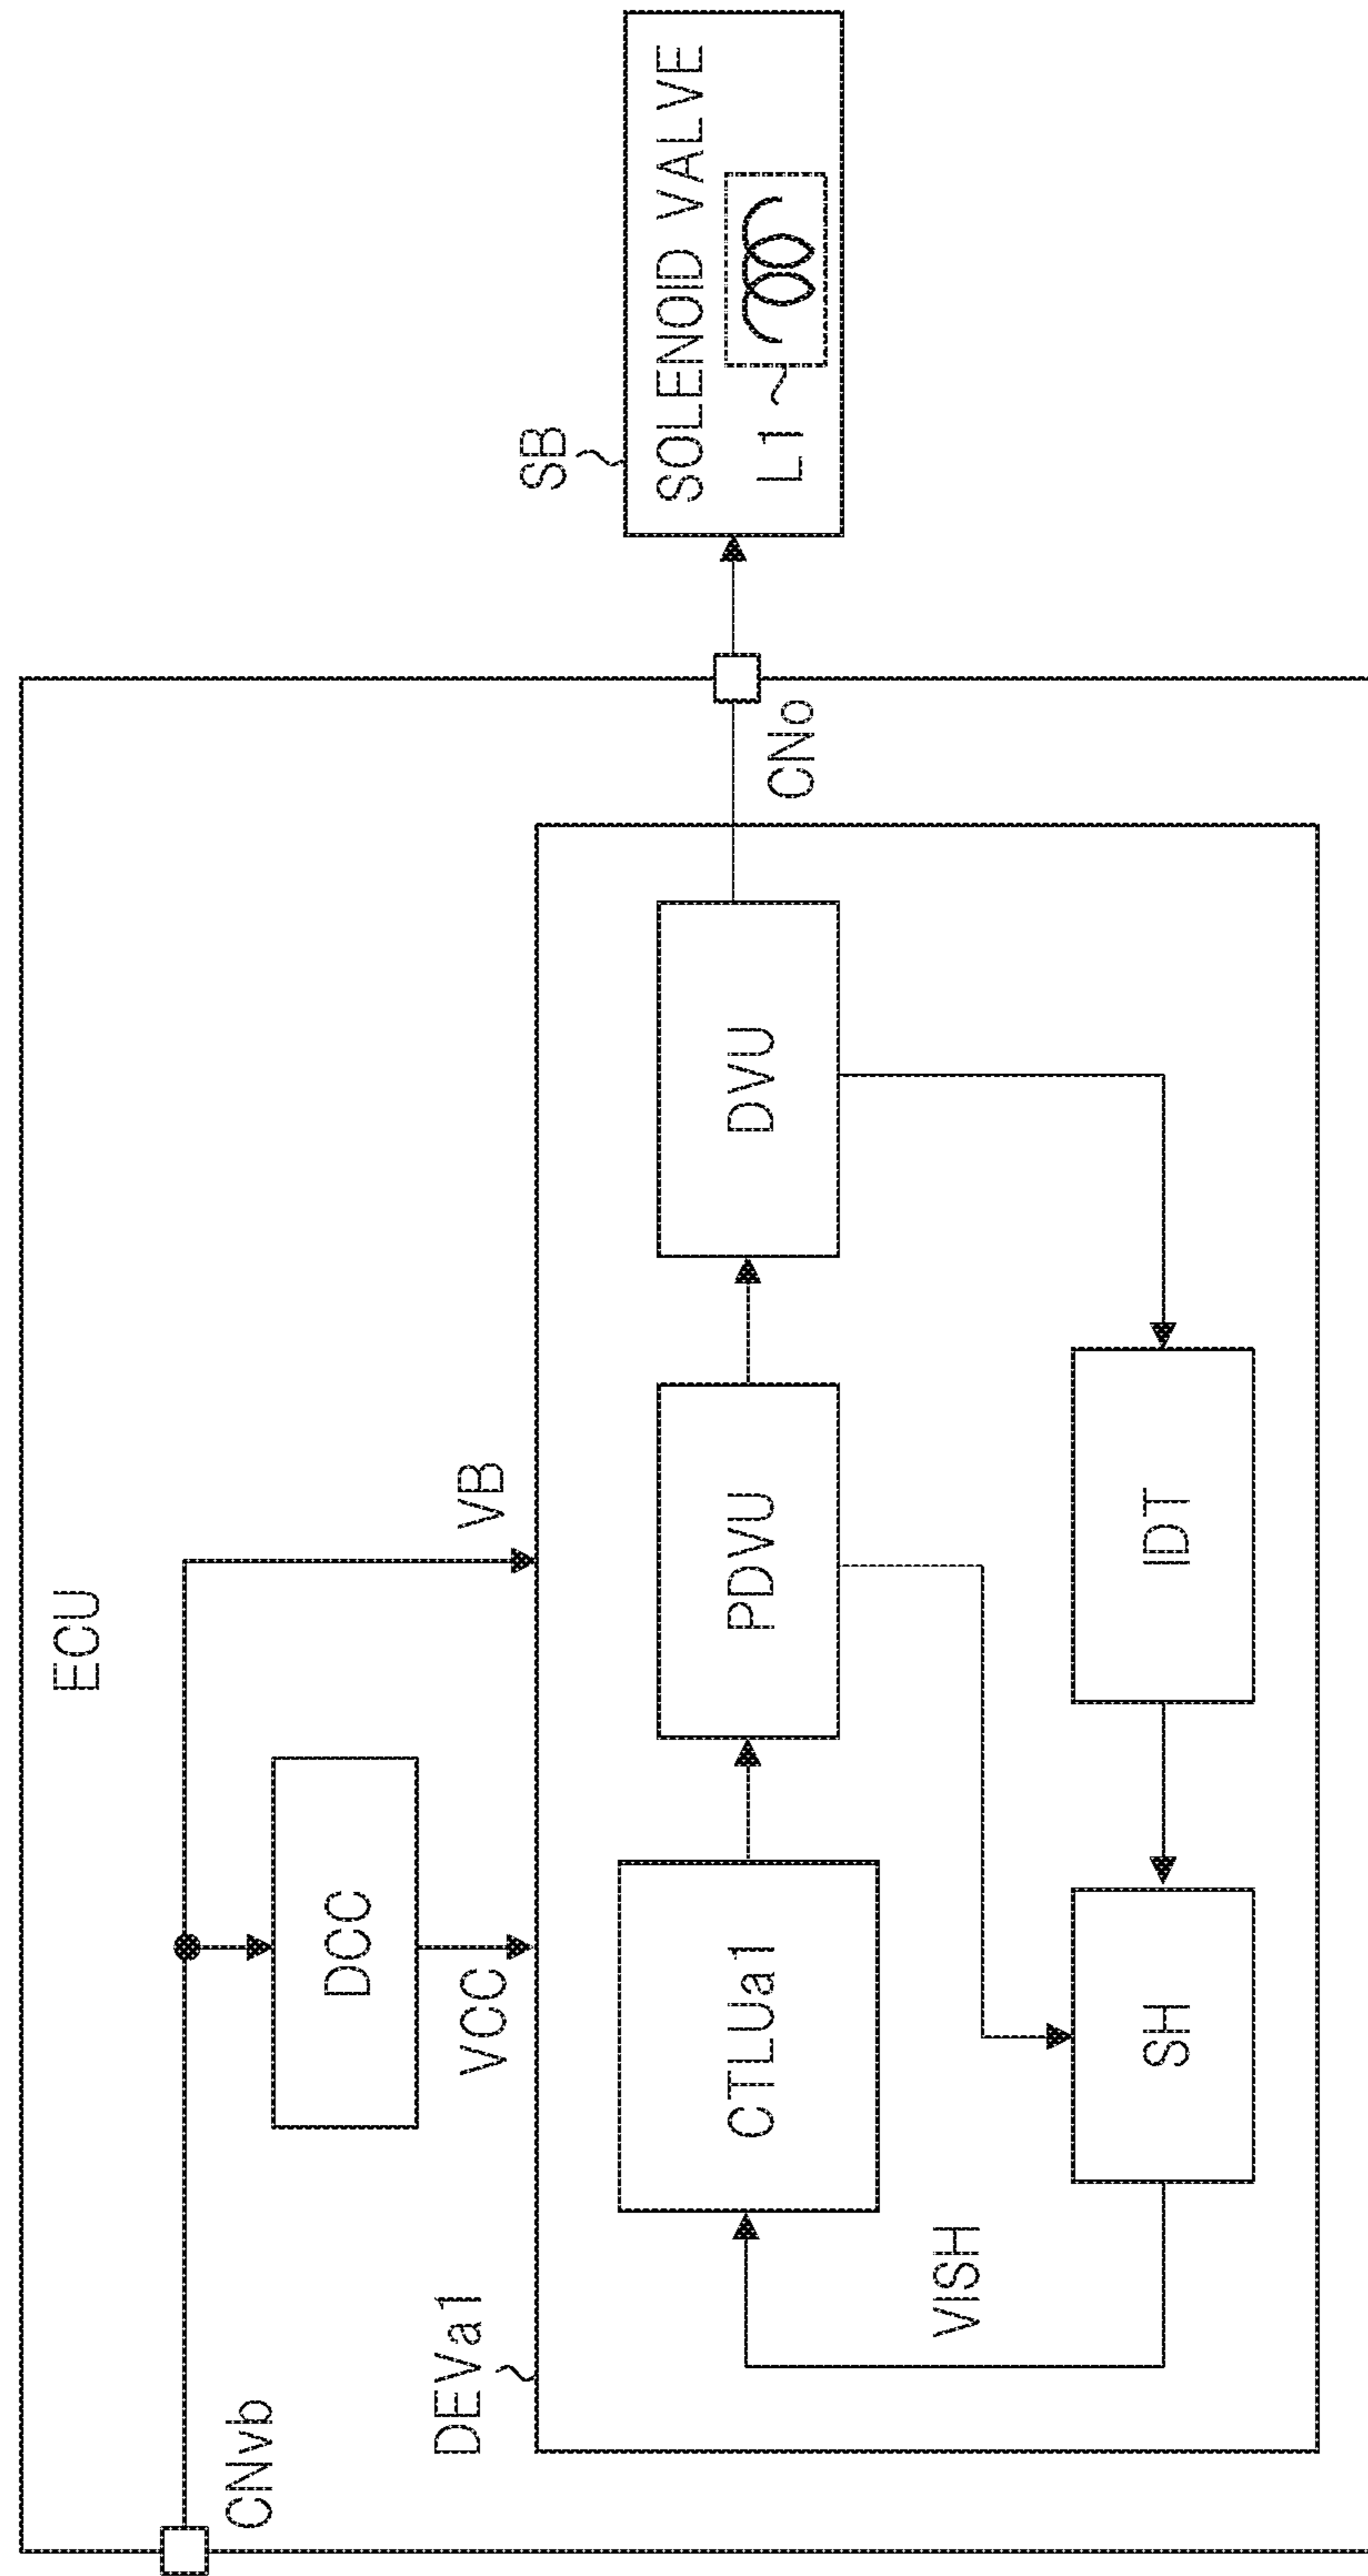 ECU
CNvb
DCC
VCC
VB
DEVa1
CTLUa1
PDVU
DVU
CNo
SB
SOLENOID VALVE
L1
VISH
SH
IDT